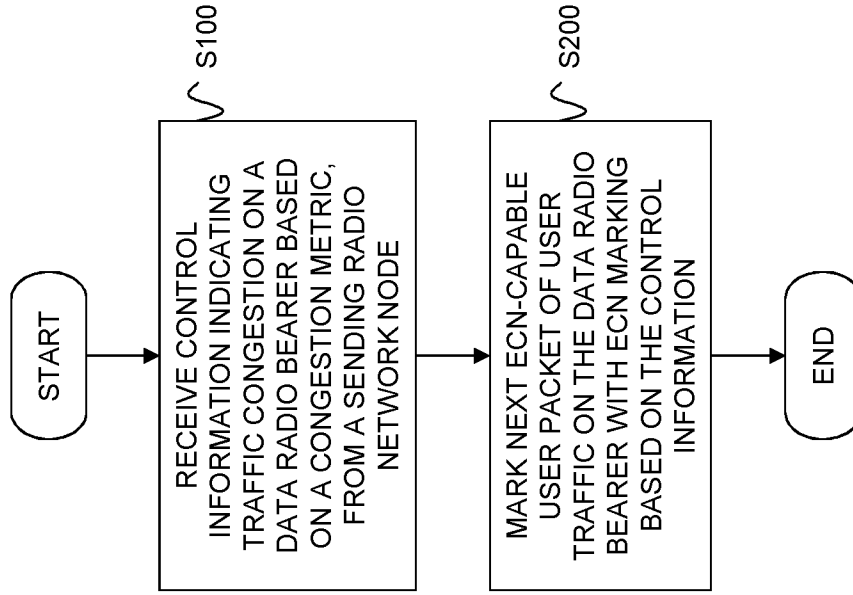 START
RECEIVE CONTROL
INFORMATION INDICATING
TRAFFIC CONGESTION ON A
DATA RADIO BEARER BASED
ON A CONGESTION METRIC,
FROM A SENDING RADIO
NETWORK NODE
S100
MARK NEXT ECN-CAPABLE
USER PACKET OF USER
TRAFFIC ON THE DATA RADIO
BEARER WITH ECN MARKING
BASED ON THE CONTROL
INFORMATION
S200
END